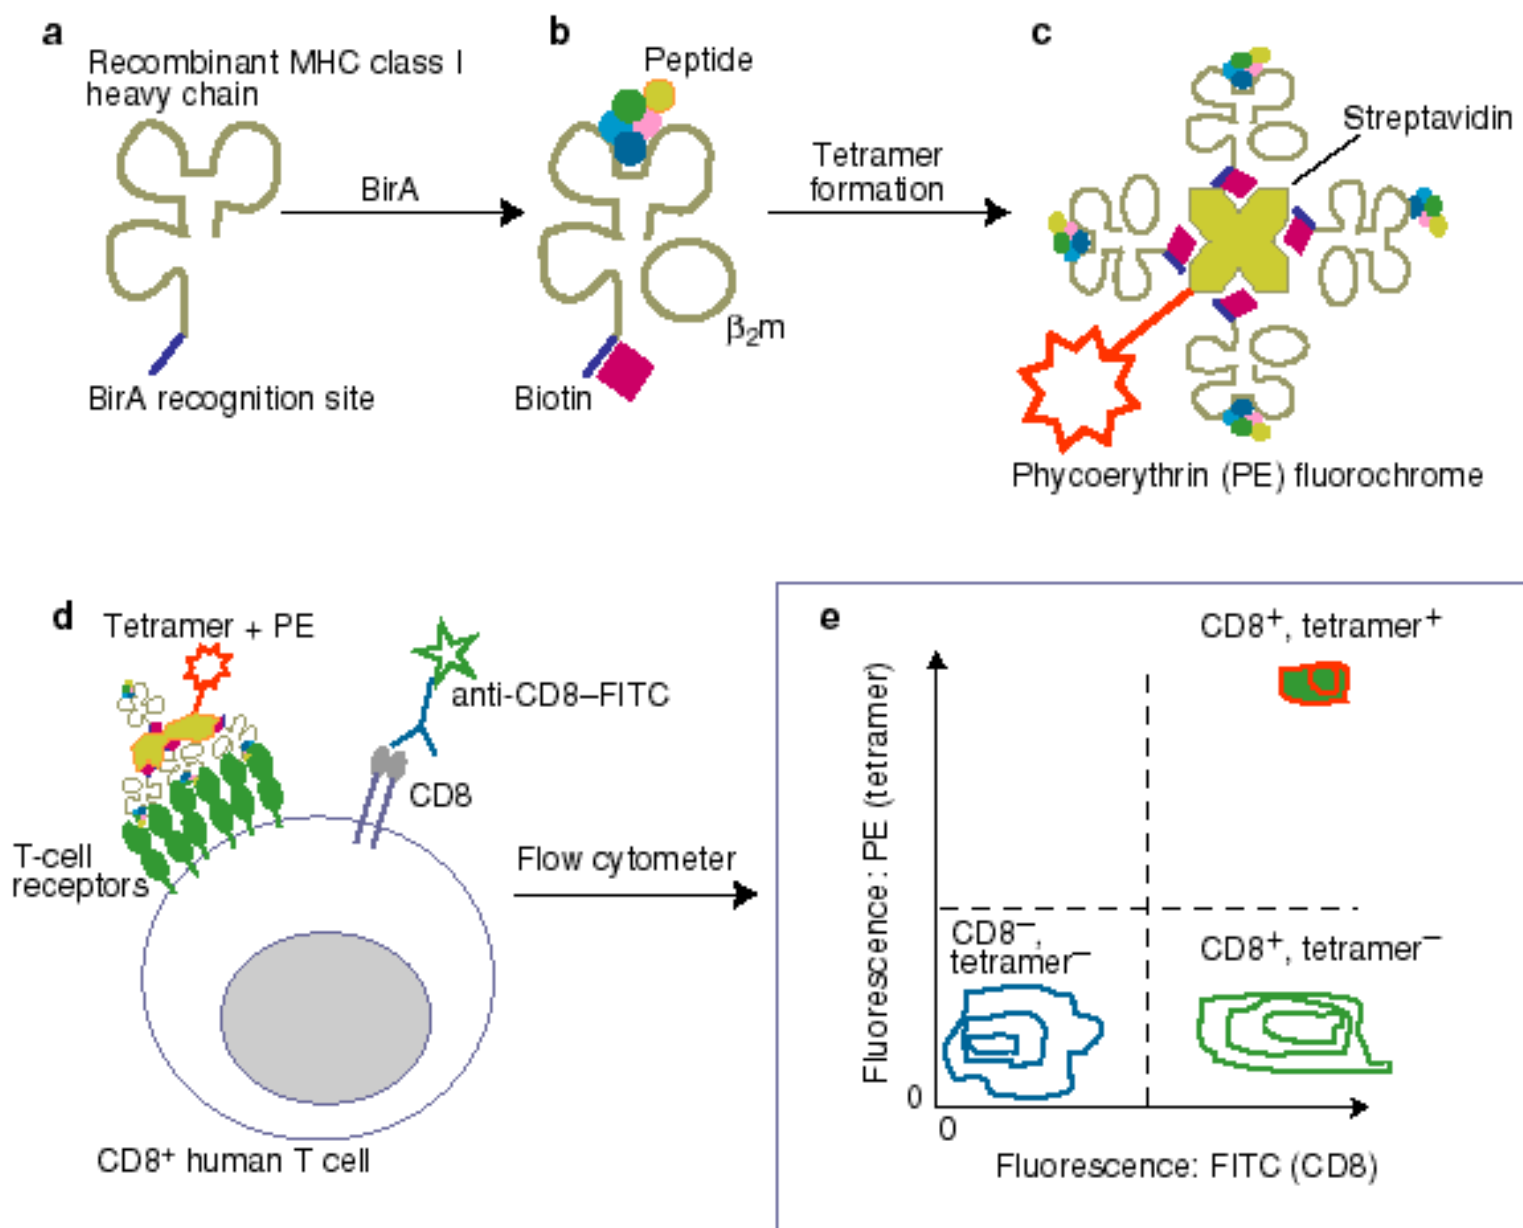 a
Recombinant MHC class I
heavy chain
BirA
BirA recognition site
b
Peptide
β₂m
Biotin
Tetramer
formation
c
Streptavidin
Phycoerythrin (PE) fluorochrome
d
Tetramer + PE
anti-CD8–FITC
CD8
T-cell
receptors
CD8⁺ human T cell
Flow cytometer
e
CD8⁺, tetramer⁺
CD8⁻,
tetramer⁻
CD8⁺, tetramer⁻
Fluorescence: PE (tetramer)
0
0
Fluorescence: FITC (CD8)